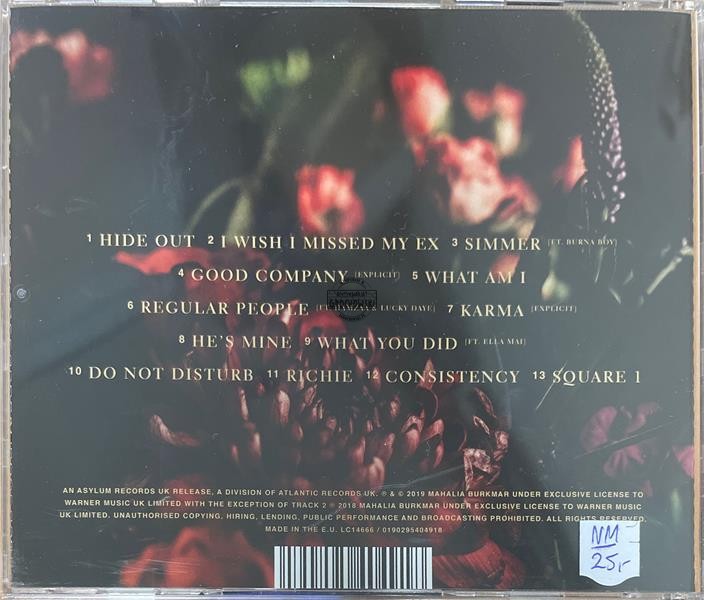 1 HIDE OUT 2 I WISH I MISSED MY EX 3 SIMMER [FT. BURNA BOY]
4 GOOD COMPANY [EXPLICIT] 5 WHAT AM I
6 REGULAR PEOPLE [FT. HAMZAA & LUCKY DAYE] 7 KARMA [EXPLICIT]
8 HE'S MINE 9 WHAT YOU DID [FT. ELLA MAI]
10 DO NOT DISTURB 11 RICHIE 12 CONSISTENCY 13 SQUARE 1
AN ASYLUM RECORDS UK RELEASE, A DIVISION OF ATLANTIC RECORDS UK. ℗ & © 2019 MAHALIA BURKMAR UNDER EXCLUSIVE LICENSE TO
WARNER MUSIC UK LIMITED WITH THE EXCEPTION OF TRACK 2 ℗ 2018 MAHALIA BURKMAR UNDER EXCLUSIVE LICENSE TO WARNER MUSIC
UK LIMITED. UNAUTHORISED COPYING, HIRING, LENDING, PUBLIC PERFORMANCE AND BROADCASTING PROHIBITED. ALL RIGHTS RESERVED.
MADE IN THE E.U. LC14666 / 0190295404918
NM
25,-